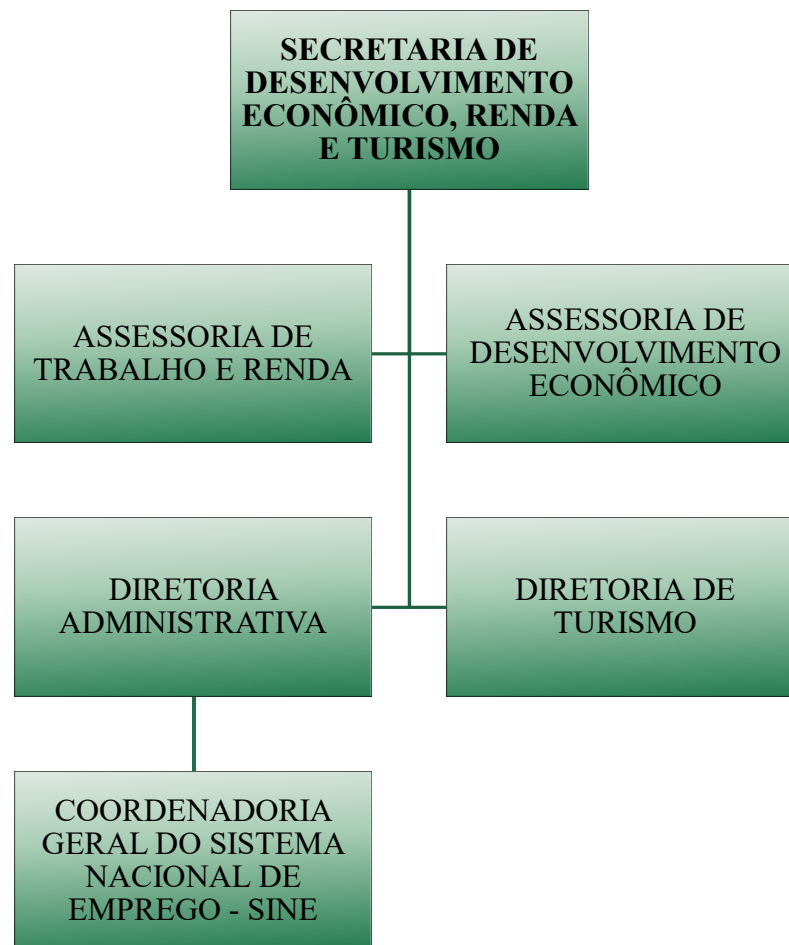 SECRETARIA DE
DESENVOLVIMENTO
ECONÔMICO, RENDA
E TURISMO
ASSESSORIA DE
TRABALHO E RENDA
ASSESSORIA DE
DESENVOLVIMENTO
ECONÔMICO
DIRETORIA
ADMINISTRATIVA
DIRETORIA DE
TURISMO
COORDENADORIA
GERAL DO SISTEMA
NACIONAL DE
EMPREGO - SINE